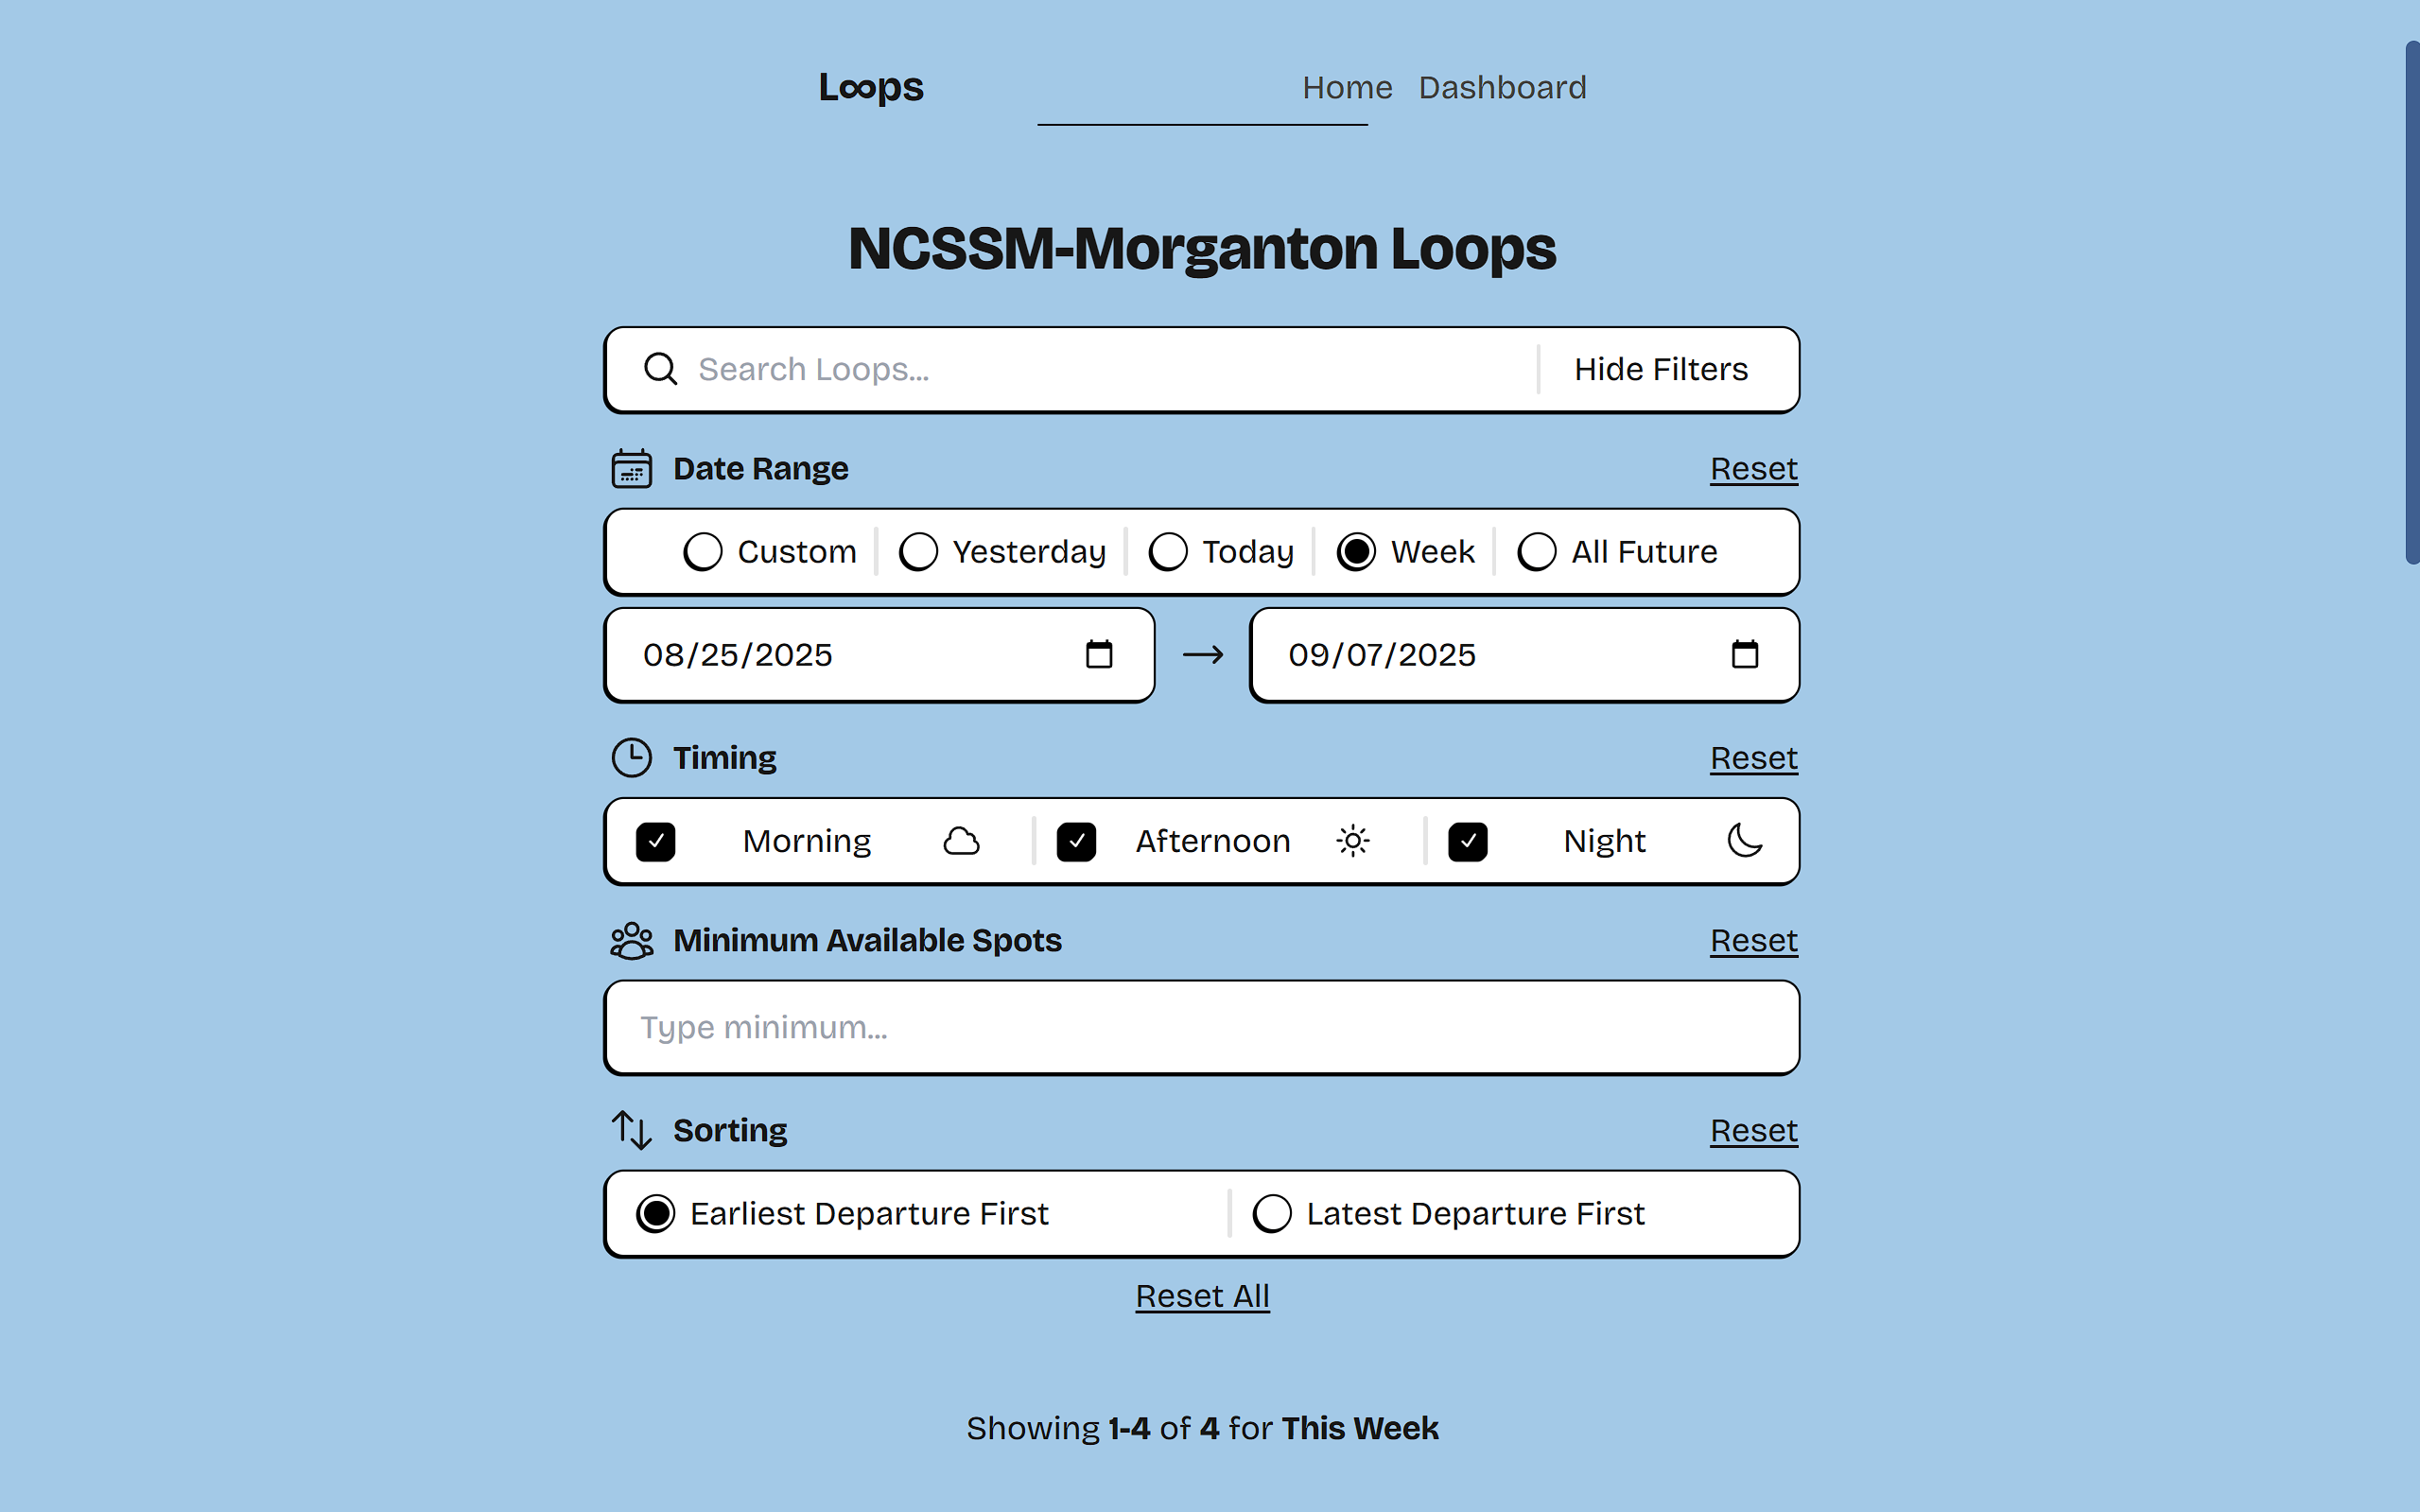 Loops Home Dashboard
NCSSM-Morganton Loops
Search Loops... Hide Filters
Date Range Reset
Custom Yesterday Today Week All Future
08/25/2025 → 09/07/2025
Timing Reset
Morning Afternoon Night
Minimum Available Spots Reset
Type minimum...
Sorting Reset
Earliest Departure First Latest Departure First
Reset All
Showing 1-4 of 4 for This Week